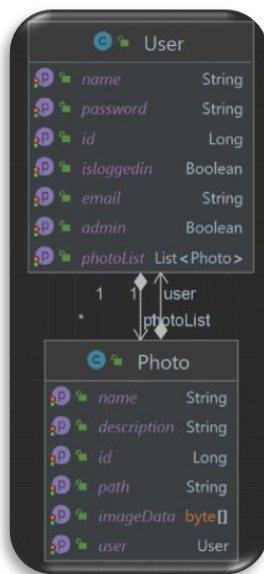 User
name String
password String
id Long
isloggedin Boolean
email String
admin Boolean
photoList List<Photo>
1 1 user
* photoList
Photo
name String
description String
id Long
path String
imageData byte[]
user User